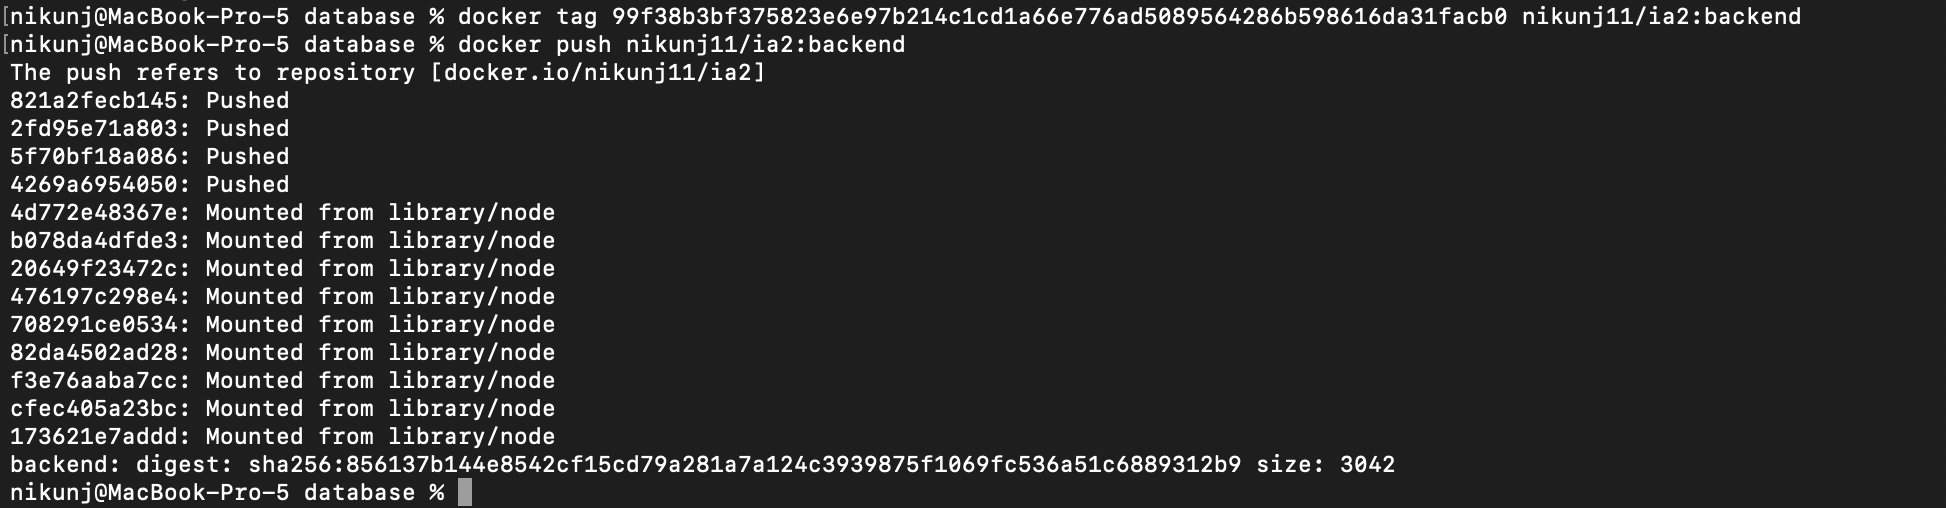 [nikunj@MacBook-Pro-5 database % docker tag 99f38b3bf375823e6e97b214c1cd1a66e776ad5089564286b598616da31facb0 nikunj11/ia2:backend
[nikunj@MacBook-Pro-5 database % docker push nikunj11/ia2:backend
The push refers to repository [docker.io/nikunj11/ia2]
821a2fecb145: Pushed
2fd95e71a803: Pushed
5f70bf18a086: Pushed
4269a6954050: Pushed
4d772e48367e: Mounted from library/node
b078da4dfde3: Mounted from library/node
20649f23472c: Mounted from library/node
476197c298e4: Mounted from library/node
708291ce0534: Mounted from library/node
82da4502ad28: Mounted from library/node
f3e76aaba7cc: Mounted from library/node
cfec405a23bc: Mounted from library/node
173621e7addd: Mounted from library/node
backend: digest: sha256:856137b144e8542cf15cd79a281a7a124c3939875f1069fc536a51c6889312b9 size: 3042
nikunj@MacBook-Pro-5 database %